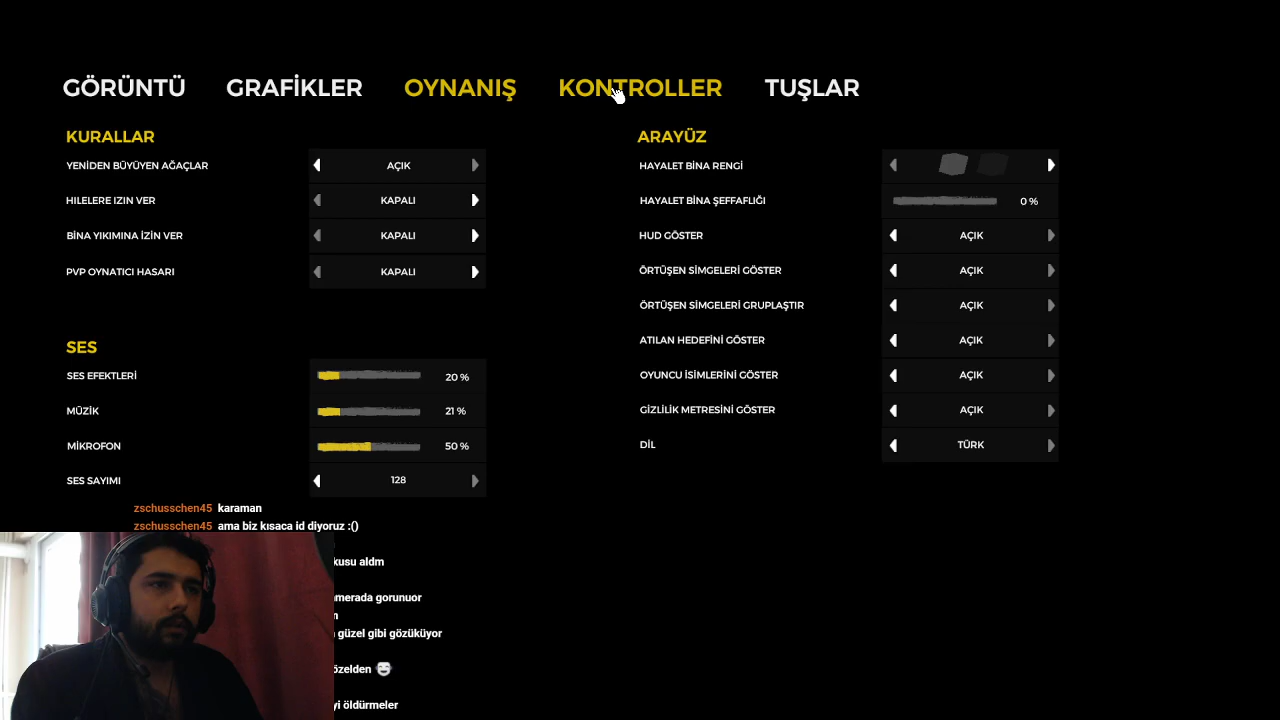 GÖRÜNTÜ GRAFİKLER OYNANIŞ KONTROLLER TUŞLAR
KURALLAR
YENİDEN BÜYÜYEN AĞAÇLAR AÇIK
HILELERE IZIN VER KAPALI
BİNA YIKIMINA İZİN VER KAPALI
PVP OYNATICI HASARI KAPALI
SES
SES EFEKTLERİ 20 %
MÜZİK 21 %
MİKROFON 50 %
SES SAYIMI 128
ARAYÜZ
HAYALET BİNA RENGİ
HAYALET BİNA ŞEFFAFLIĞI 0 %
HUD GÖSTER AÇIK
ÖRTÜŞEN SİMGELERİ GÖSTER AÇIK
ÖRTÜŞEN SİMGELERİ GRUPLAŞTIR AÇIK
ATILAN HEDEFİNİ GÖSTER AÇIK
OYUNCU İSİMLERİNİ GÖSTER AÇIK
GİZLİLİK METRESİNİ GÖSTER AÇIK
DİL TÜRK
zschusschen45 karaman
zschusschen45 ama biz kısaca id diyoruz :()
kusu aldm
merada gorunuor
güzel gibi gözüküyor
özelden
yi öldürmeler